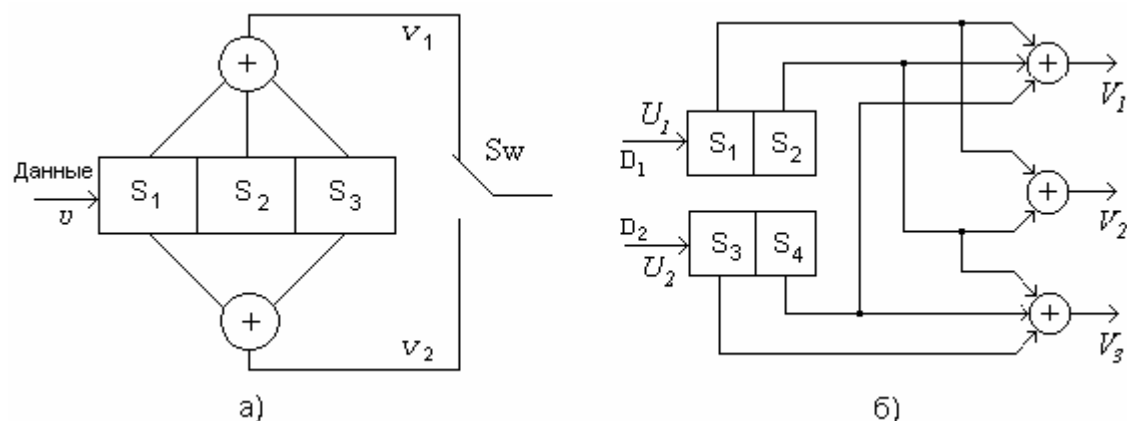 v₁
+
Данные
υ
S₁ S₂ S₃
Sw
+
v₂
а)
U₁
D₁
S₁ S₂
D₂
U₂
S₃ S₄
+
V₁
+
V₂
+
V₃
б)